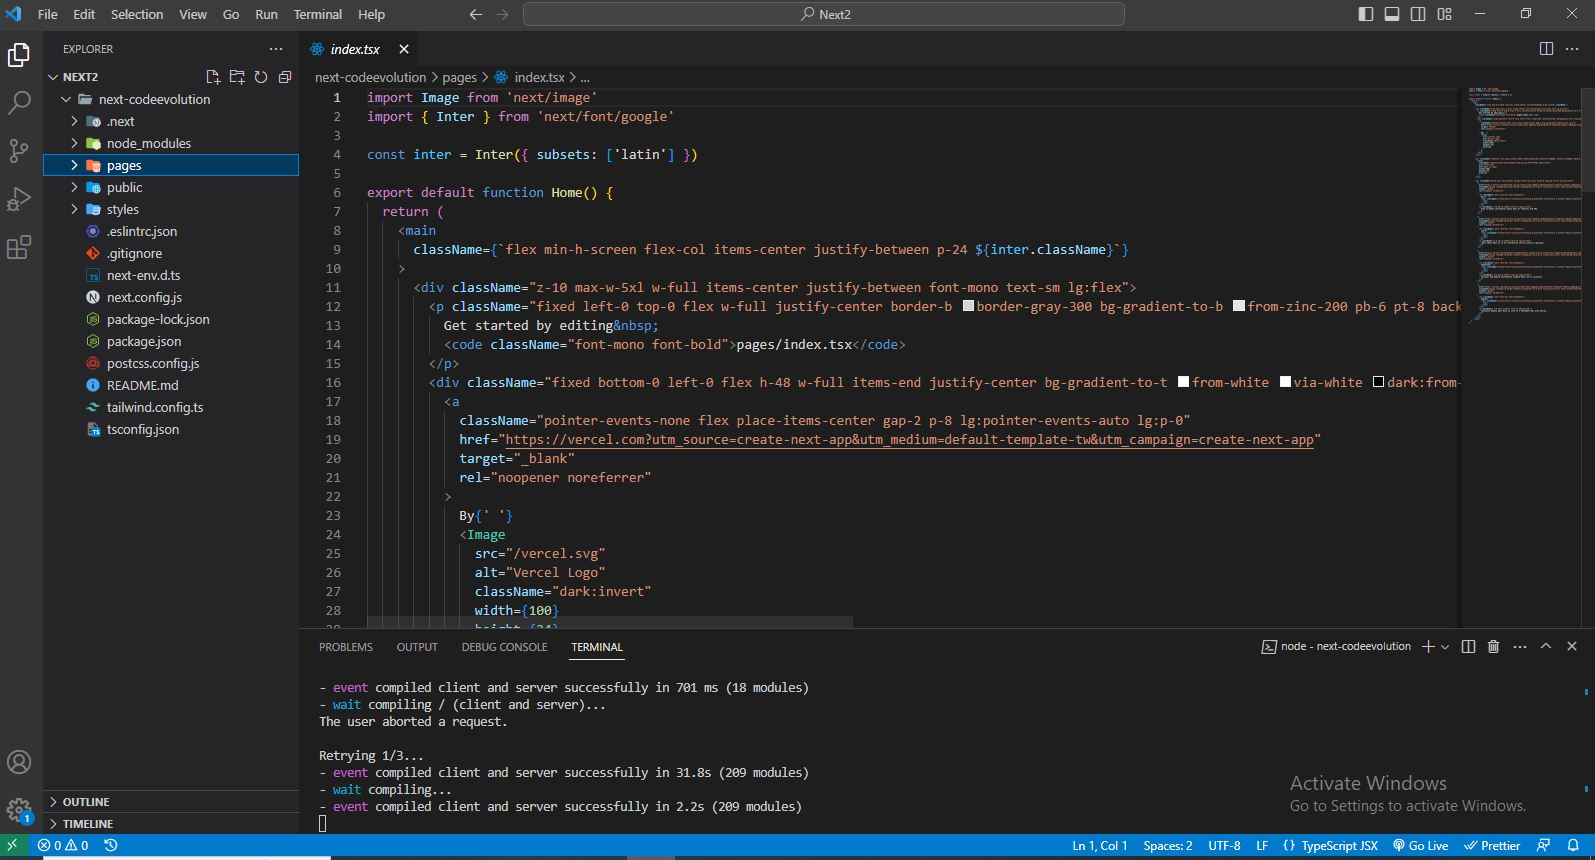 File Edit Selection View Go Run Terminal Help
Next2
EXPLORER
NEXT2
next-codeevolution
.next
node_modules
pages
public
styles
.eslintrc.json
.gitignore
next-env.d.ts
next.config.js
package-lock.json
package.json
postcss.config.js
README.md
tailwind.config.ts
tsconfig.json
OUTLINE
TIMELINE
index.tsx
next-codeevolution > pages > index.tsx > ...
1 import Image from 'next/image'
2 import { Inter } from 'next/font/google'
3
4 const inter = Inter({ subsets: ['latin'] })
5
6 export default function Home() {
7 return (
8 <main
9 className={`flex min-h-screen flex-col items-center justify-between p-24 ${inter.className}`}
10 >
11 <div className="z-10 max-w-5xl w-full items-center justify-between font-mono text-sm lg:flex">
12 <p className="fixed left-0 top-0 flex w-full justify-center border-b border-gray-300 bg-gradient-to-b from-zinc-200 pb-6 pt-8 back
13 Get started by editing&nbsp;
14 <code className="font-mono font-bold">pages/index.tsx</code>
15 </p>
16 <div className="fixed bottom-0 left-0 flex h-48 w-full items-end justify-center bg-gradient-to-t from-white via-white dark:from-
17 <a
18 className="pointer-events-none flex place-items-center gap-2 p-8 lg:pointer-events-auto lg:p-0"
19 href="https://vercel.com?utm_source=create-next-app&utm_medium=default-template-tw&utm_campaign=create-next-app"
20 target="_blank"
21 rel="noopener noreferrer"
22 >
23 By{' '}
24 <Image
25 src="/vercel.svg"
26 alt="Vercel Logo"
27 className="dark:invert"
28 width={100}
29 height={24}
PROBLEMS OUTPUT DEBUG CONSOLE TERMINAL
node - next-codeevolution
- event compiled client and server successfully in 701 ms (18 modules)
- wait compiling / (client and server)...
The user aborted a request.
Retrying 1/3...
- event compiled client and server successfully in 31.8s (209 modules)
- wait compiling...
- event compiled client and server successfully in 2.2s (209 modules)
Activate Windows
Go to Settings to activate Windows.
1
0 0
Ln 1, Col 1 Spaces: 2 UTF-8 LF {} TypeScript JSX Go Live Prettier